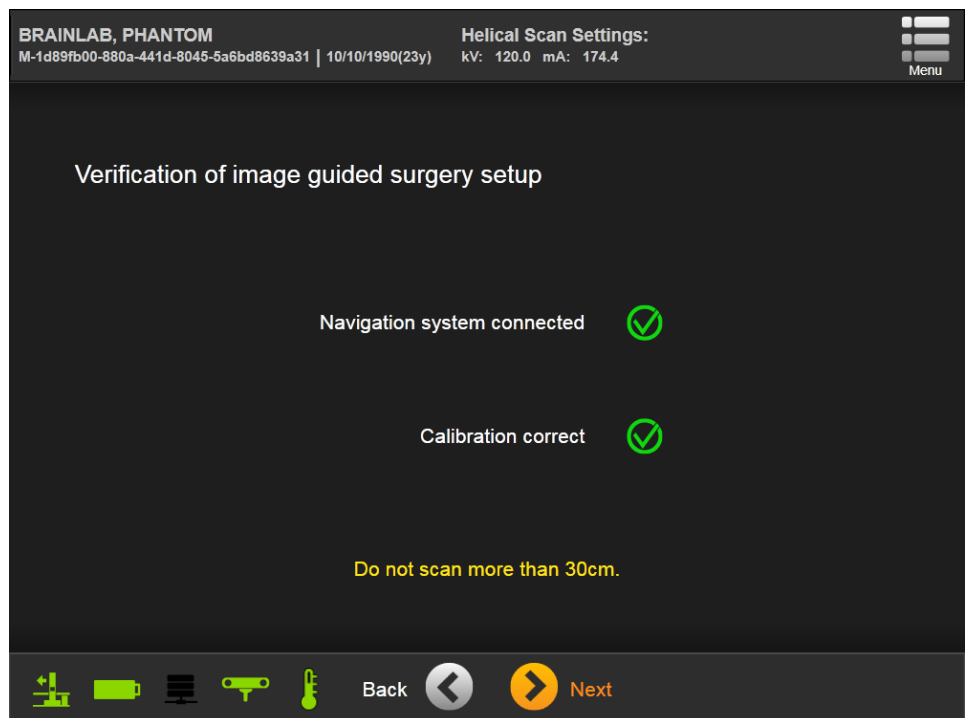 BRAINLAB, PHANTOM
M-1d89fb00-880a-441d-8045-5a6bd8639a31 | 10/10/1990(23y)
Helical Scan Settings:
kV: 120.0 mA: 174.4
Menu
Verification of image guided surgery setup
Navigation system connected
Calibration correct
Do not scan more than 30cm.
Back
Next